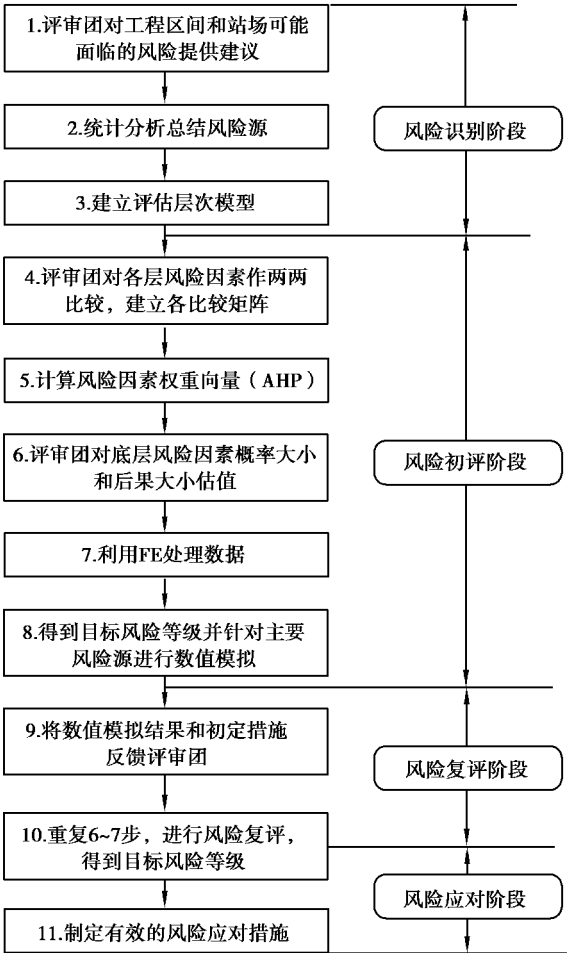 1.评审团对工程区间和站场可能
面临的风险提供建议
2.统计分析总结风险源
风险识别阶段
3.建立评估层次模型
4.评审团对各层风险因素作两两
比较，建立各比较矩阵
5.计算风险因素权重向量（AHP）
6.评审团对底层风险因素概率大小
和后果大小估值
风险初评阶段
7.利用FE处理数据
8.得到目标风险等级并针对主要
风险源进行数值模拟
9.将数值模拟结果和初定措施
反馈评审团
风险复评阶段
10.重复6~7步，进行风险复评，
得到目标风险等级
风险应对阶段
11.制定有效的风险应对措施